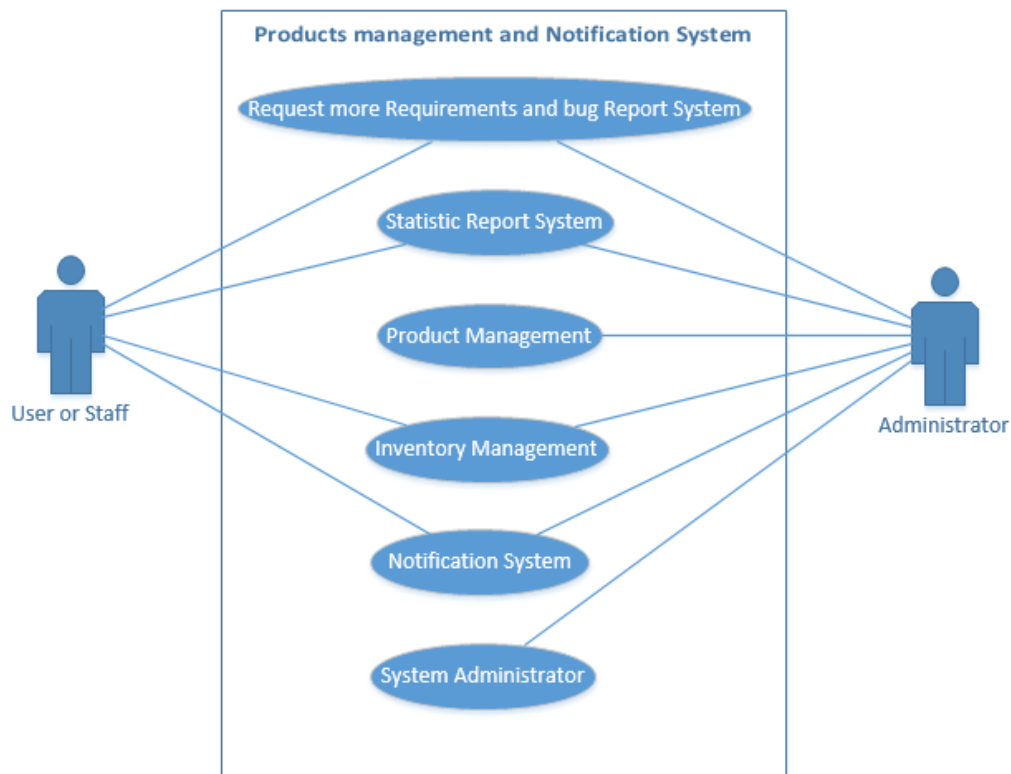 Products management and Notification System
Request more Requirements and bug Report System
Statistic Report System
Product Management
User or Staff
Administrator
Inventory Management
Notification System
System Administrator